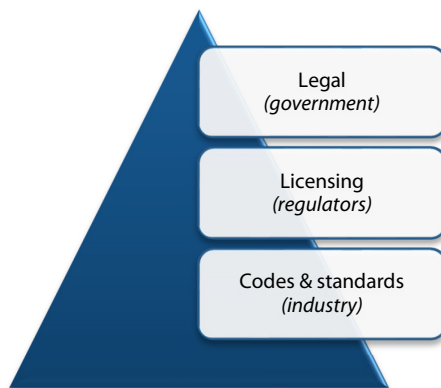 Legal
(government)
Licensing
(regulators)
Codes & standards
(industry)